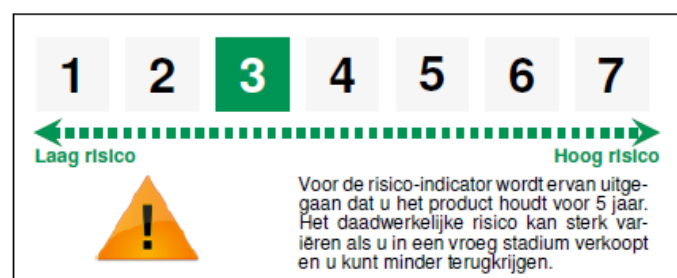 1 2 3 4 5 6 7
Laag risico Hoog risico
!
Voor de risico-indicator wordt ervan uitge-
gaan dat u het product houdt voor 5 jaar.
Het daadwerkelijke risico kan sterk var-
iëren als u in een vroeg stadium verkoopt
en u kunt minder terugkrijgen.